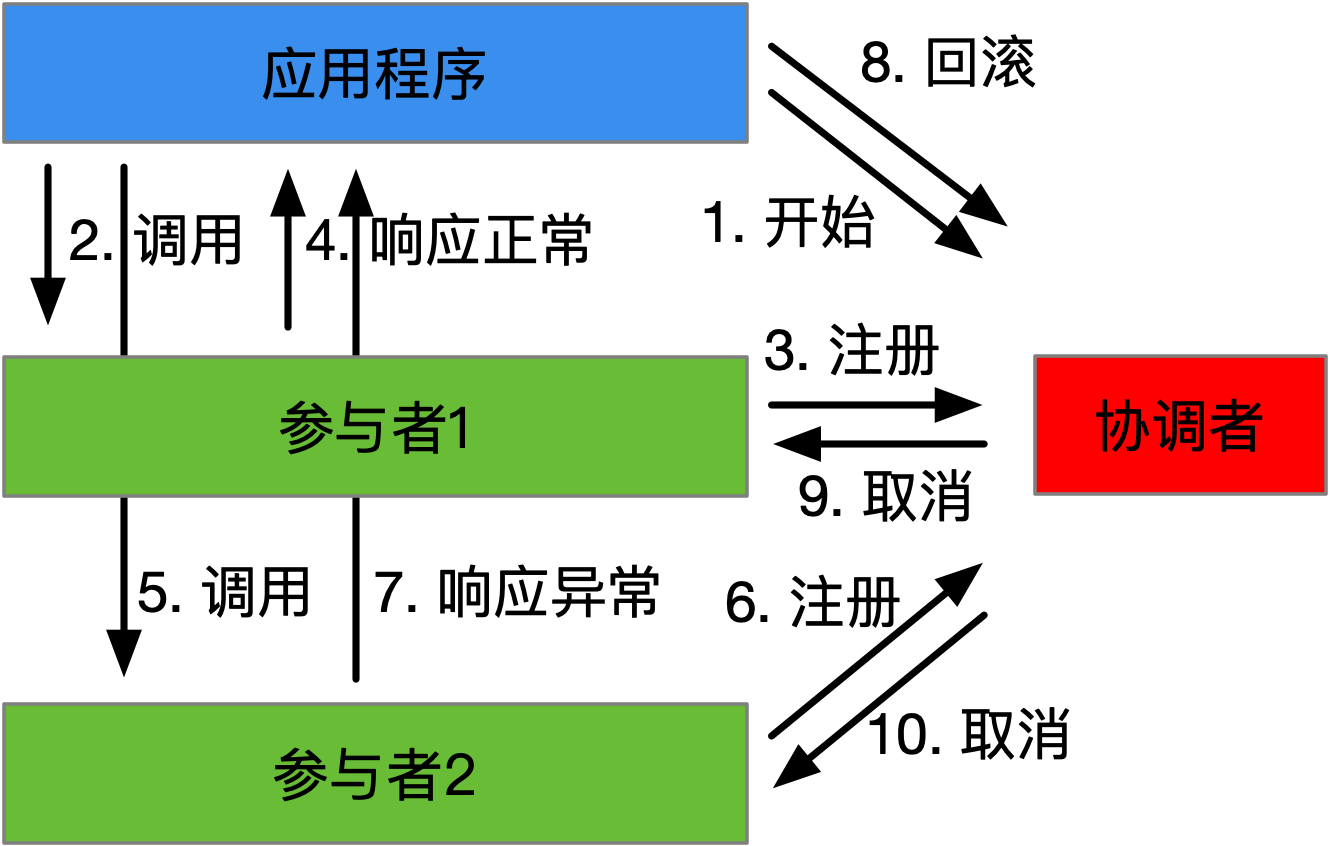 应用程序
8. 回滚
1. 开始
2. 调用
4. 响应正常
3. 注册
参与者1
协调者
9. 取消
5. 调用
7. 响应异常
6. 注册
10. 取消
参与者2